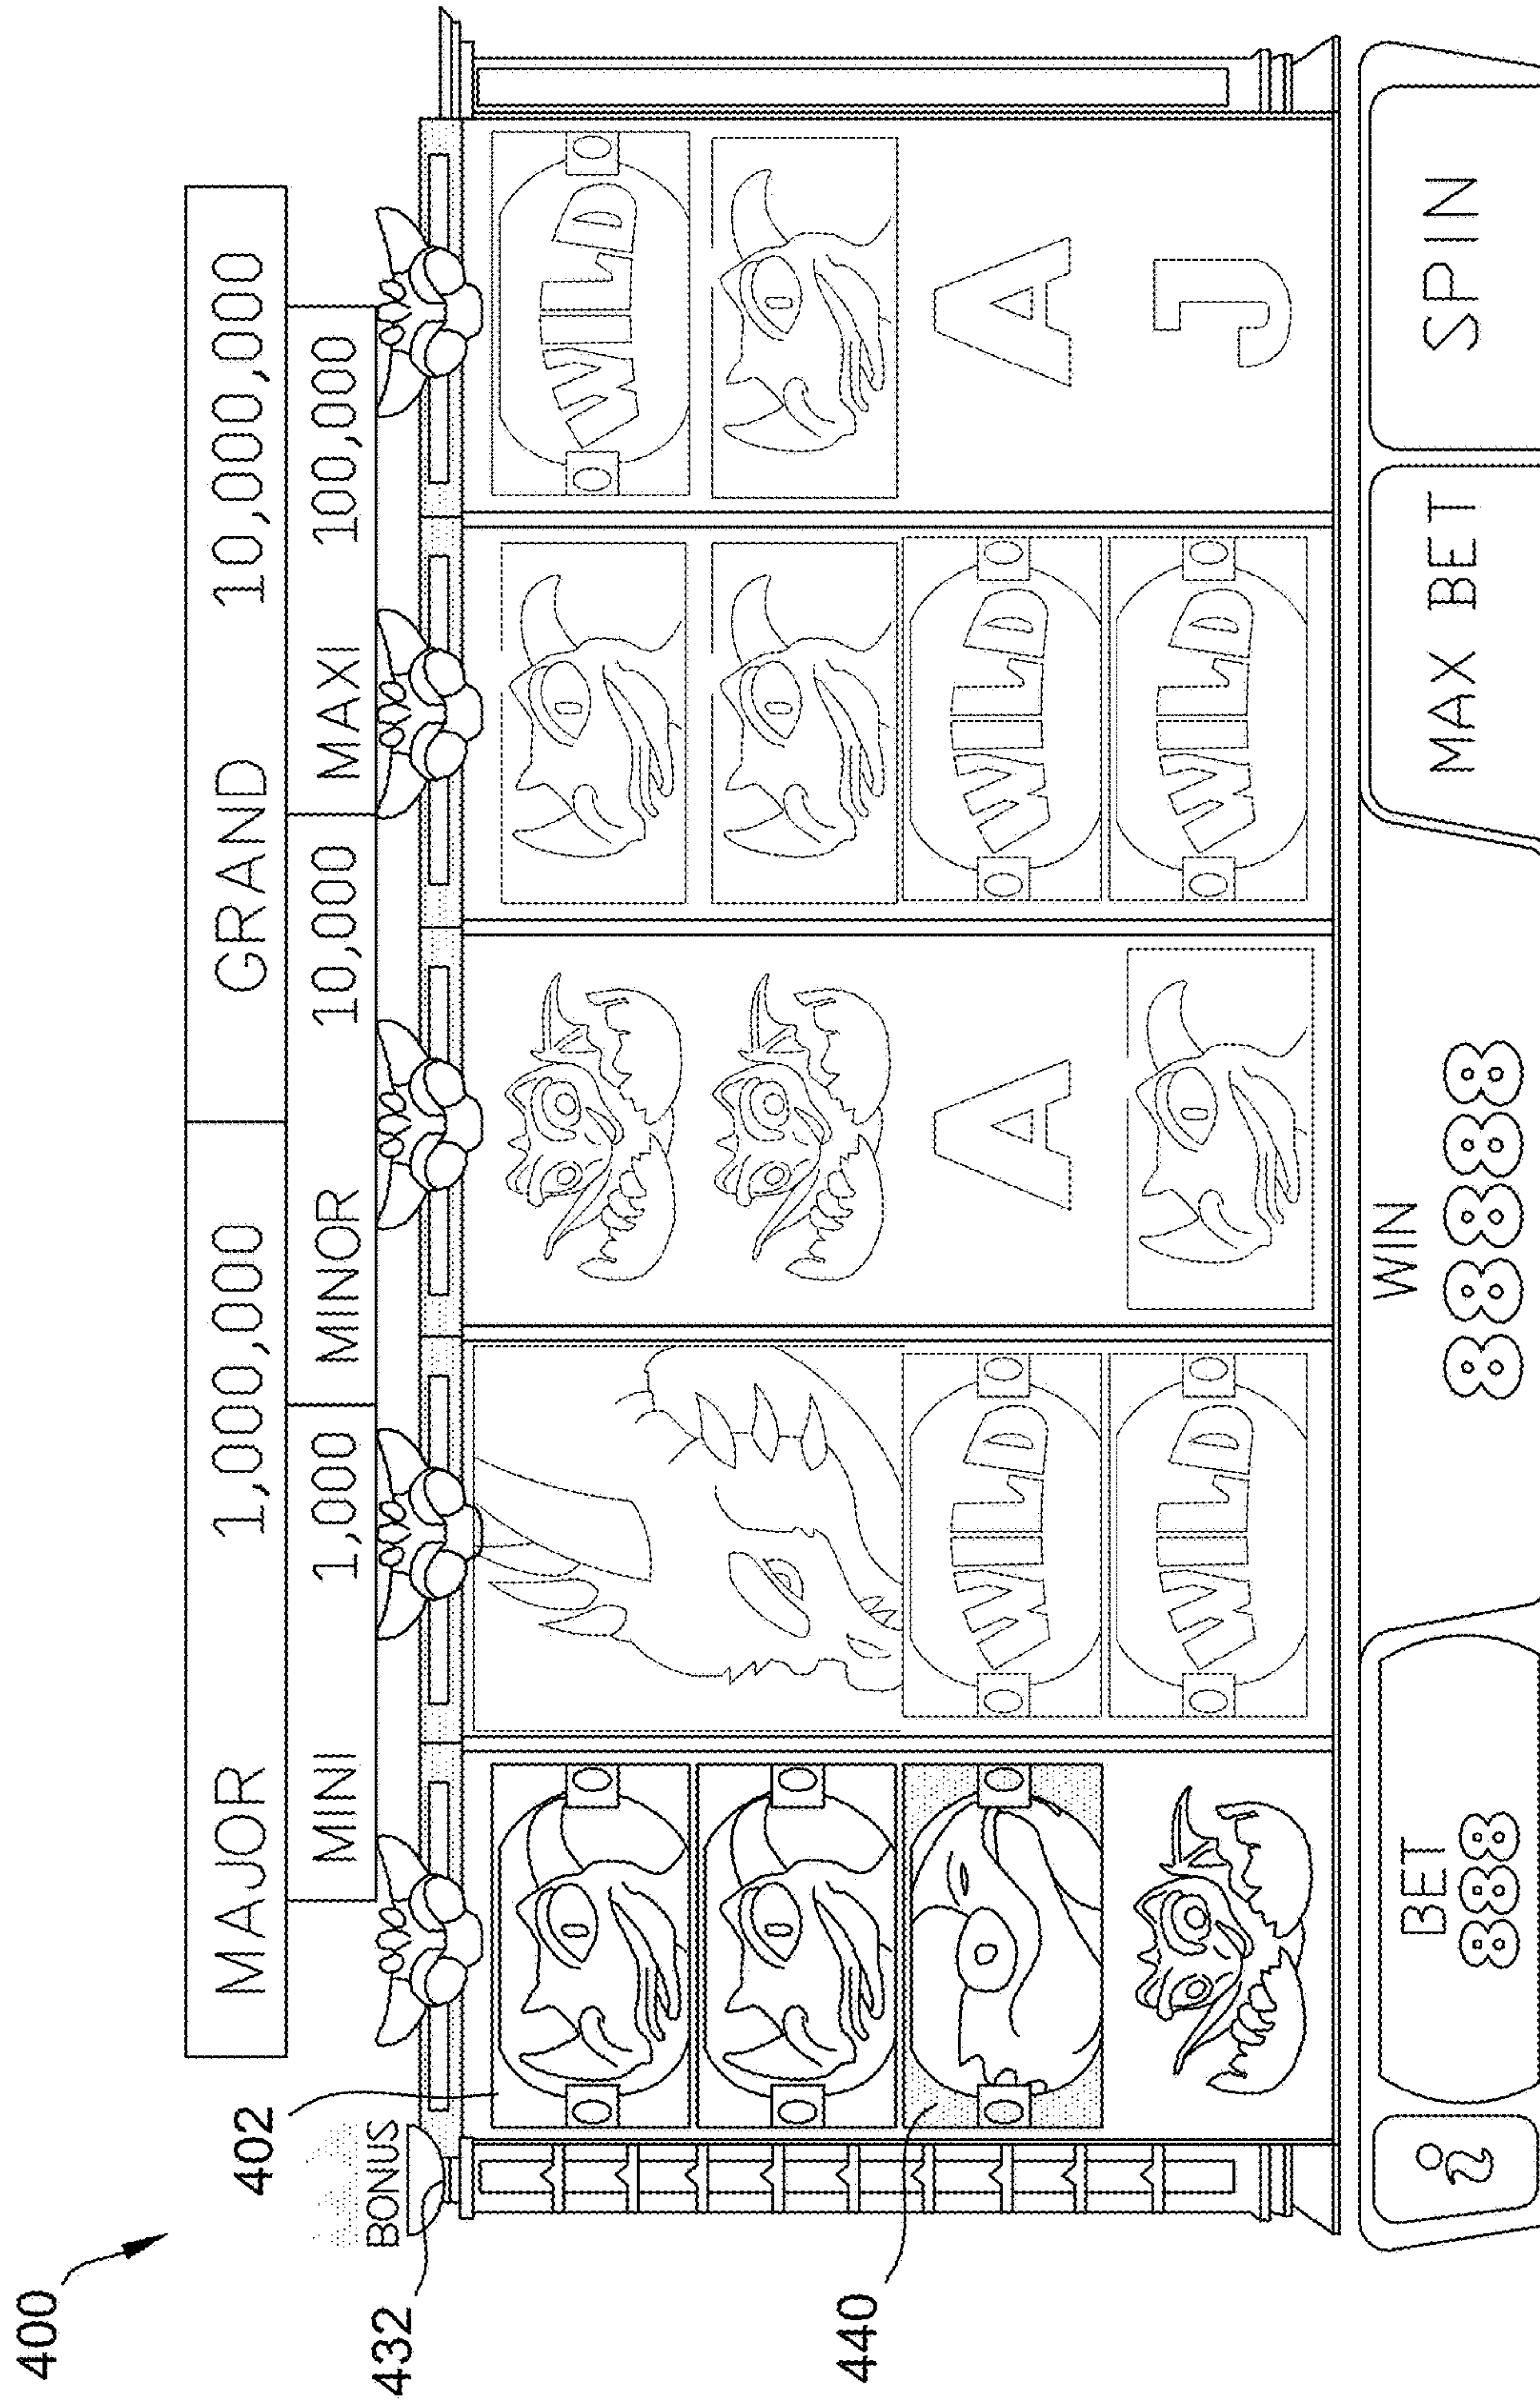 400
MAJOR 1,000,000 GRAND 10,000,000
402
MINI 1,000 MINOR 10,000 MAXI 100,000
BONUS
432
WILD
WILD A WILD A
440
WILD WILD J
WIN
BET
888
88888
MAX BET
SPIN
i